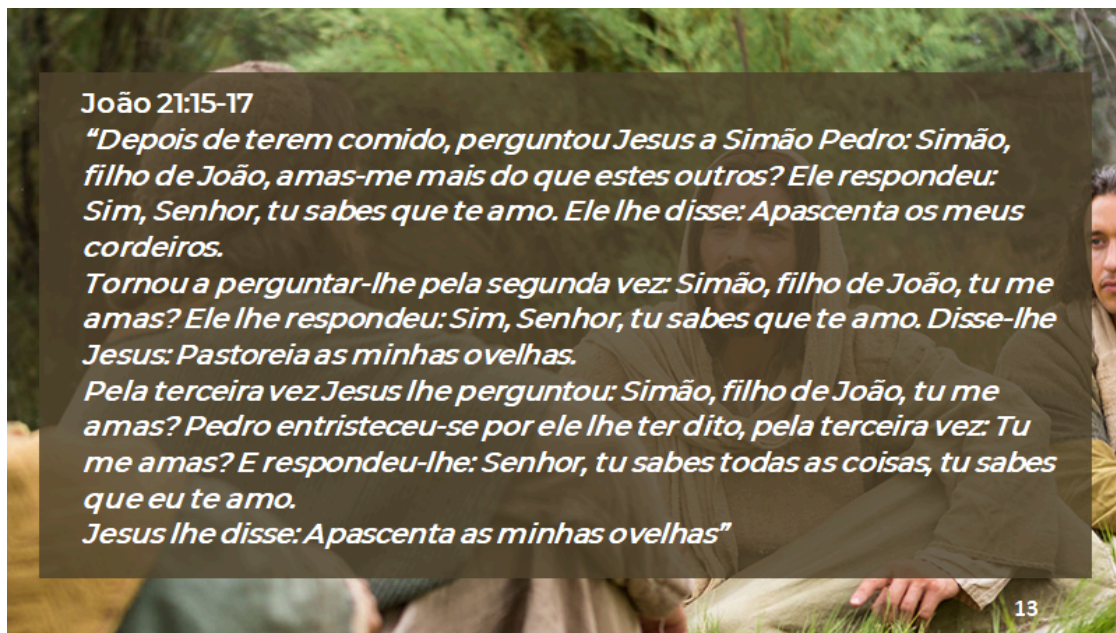 João 21:15-17
“Depois de terem comido, perguntou Jesus a Simão Pedro: Simão,
filho de João, amas-me mais do que estes outros? Ele respondeu:
Sim, Senhor, tu sabes que te amo. Ele lhe disse: Apascenta os meus
cordeiros.
Tornou a perguntar-lhe pela segunda vez: Simão, filho de João, tu me
amas? Ele lhe respondeu: Sim, Senhor, tu sabes que te amo. Disse-lhe
Jesus: Pastoreia as minhas ovelhas.
Pela terceira vez Jesus lhe perguntou: Simão, filho de João, tu me
amas? Pedro entristeceu-se por ele lhe ter dito, pela terceira vez: Tu
me amas? E respondeu-lhe: Senhor, tu sabes todas as coisas, tu sabes
que eu te amo.
Jesus lhe disse: Apascenta as minhas ovelhas”
13